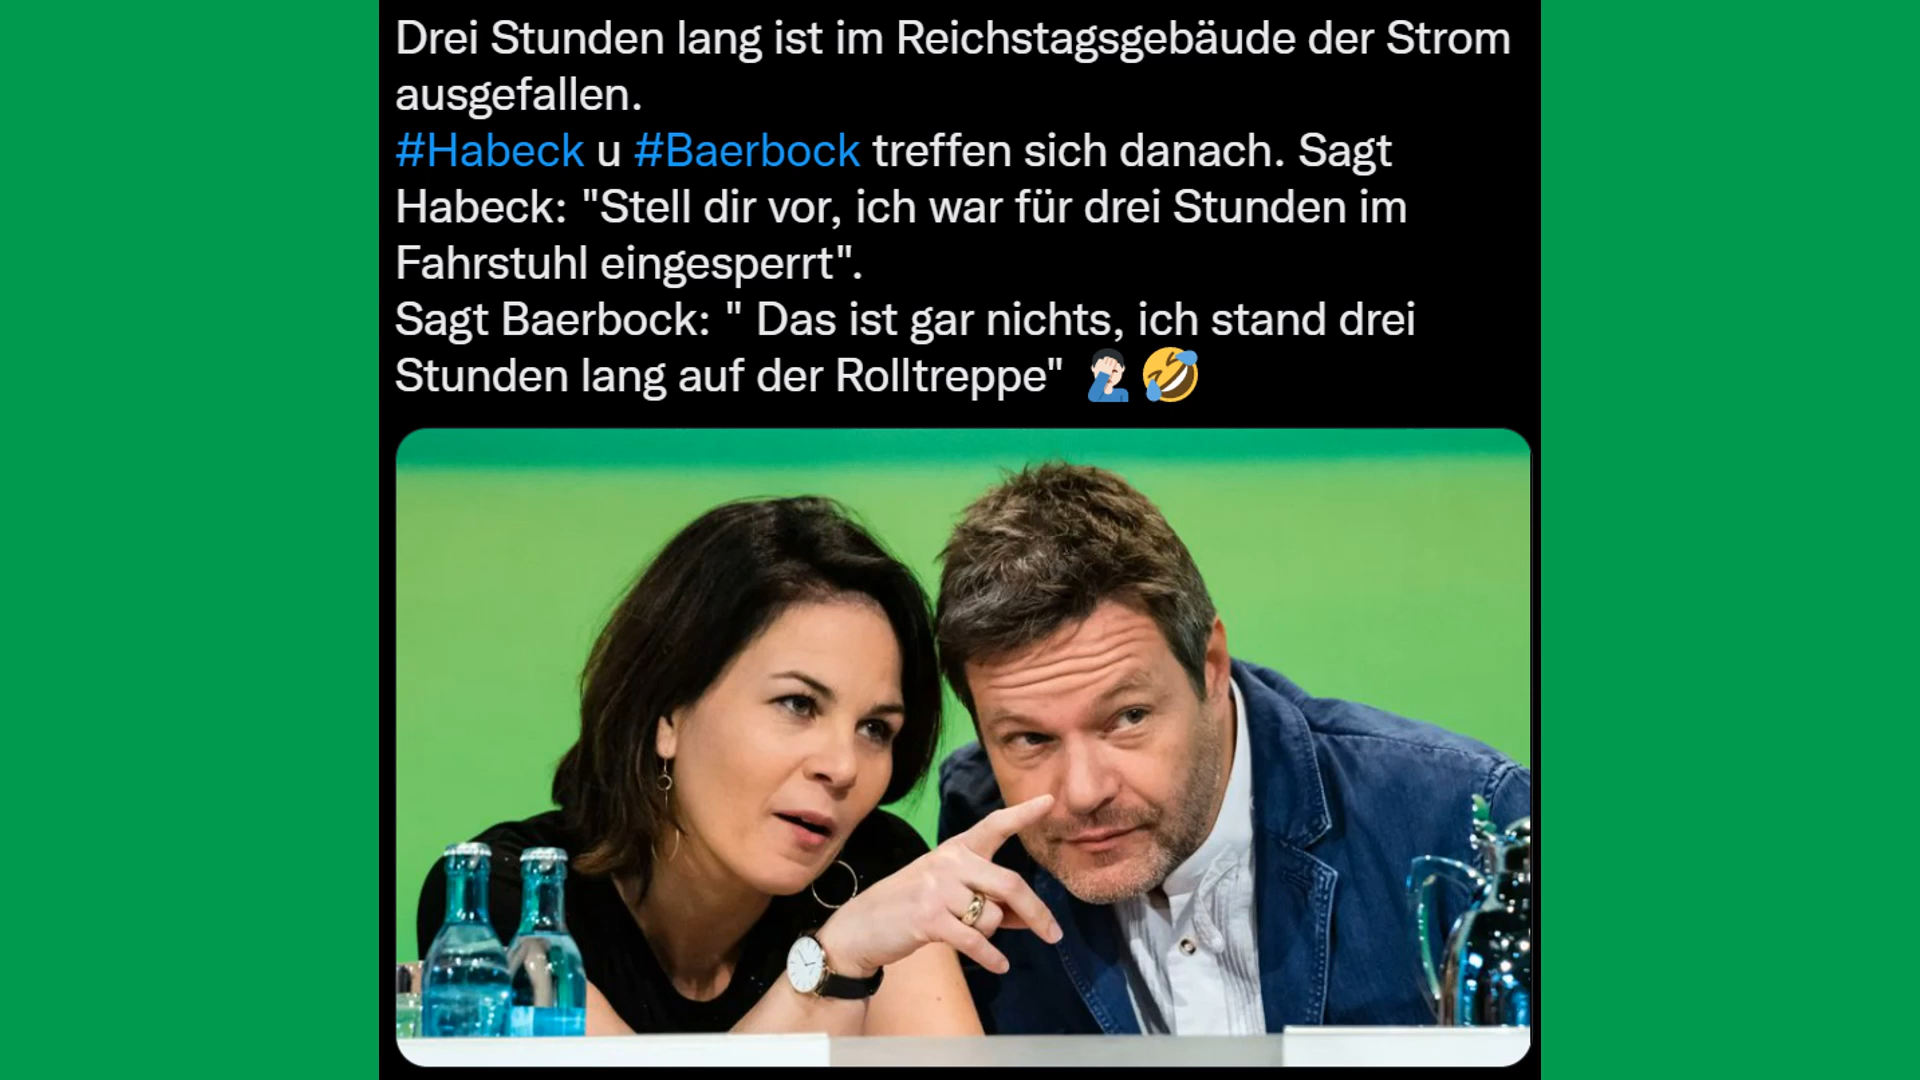 Drei Stunden lang ist im Reichstagsgebäude der Strom
ausgefallen.
#Habeck u #Baerbock treffen sich danach. Sagt
Habeck: "Stell dir vor, ich war für drei Stunden im
Fahrstuhl eingesperrt".
Sagt Baerbock: " Das ist gar nichts, ich stand drei
Stunden lang auf der Rolltreppe" 🤦🏻‍♂️🤣